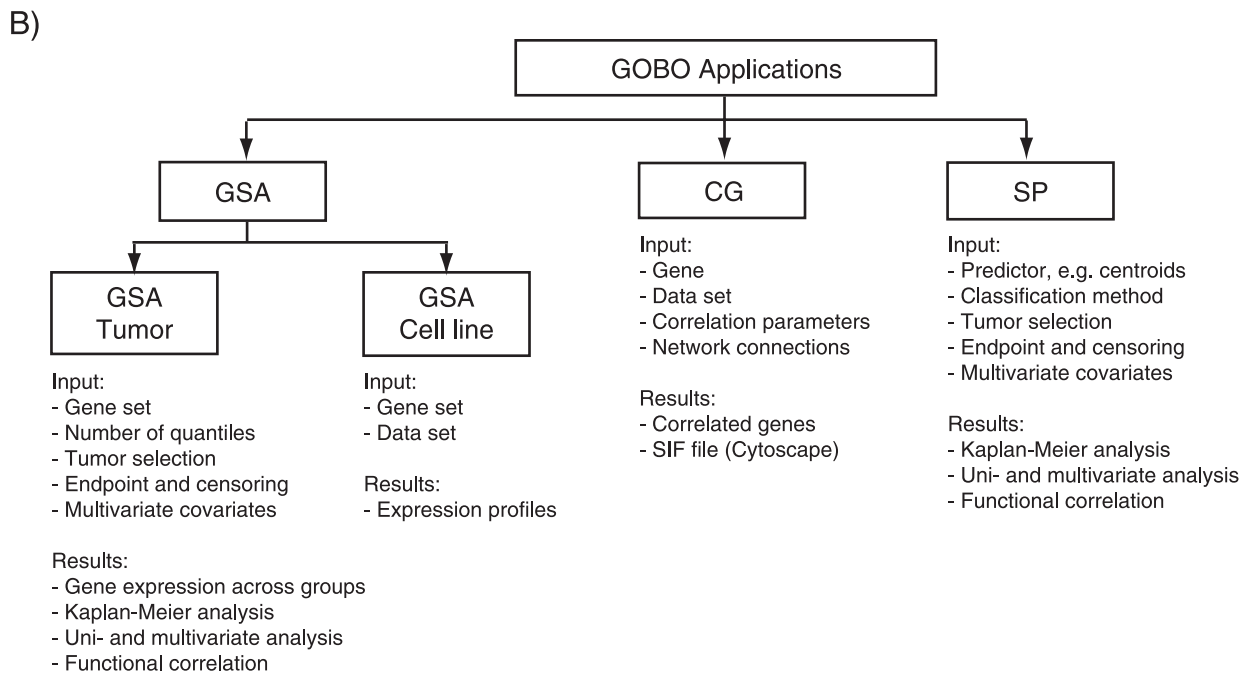 B)
GOBO Applications
GSA
CG
SP
GSA
Tumor
GSA
Cell line
Input:
- Gene set
- Number of quantiles
- Tumor selection
- Endpoint and censoring
- Multivariate covariates
Results:
- Gene expression across groups
- Kaplan-Meier analysis
- Uni- and multivariate analysis
- Functional correlation
Input:
- Gene set
- Data set
Results:
- Expression profiles
Input:
- Gene
- Data set
- Correlation parameters
- Network connections
Results:
- Correlated genes
- SIF file (Cytoscape)
Input:
- Predictor, e.g. centroids
- Classification method
- Tumor selection
- Endpoint and censoring
- Multivariate covariates
Results:
- Kaplan-Meier analysis
- Uni- and multivariate analysis
- Functional correlation